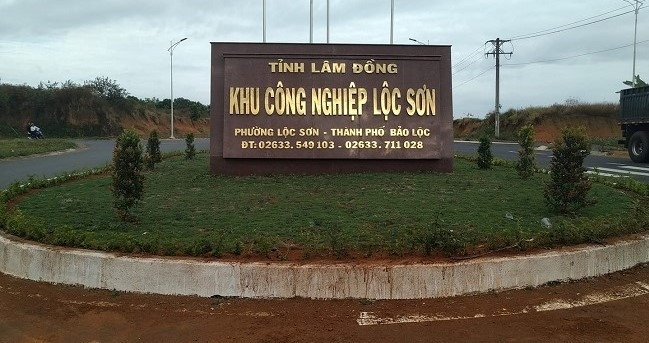 TỈNH LÂM ĐỒNG
KHU CÔNG NGHIỆP LỘC SƠN
PHƯỜNG LỘC SƠN - THÀNH PHỐ BẢO LỘC
ĐT: 02633.549 103 - 02633.711 028